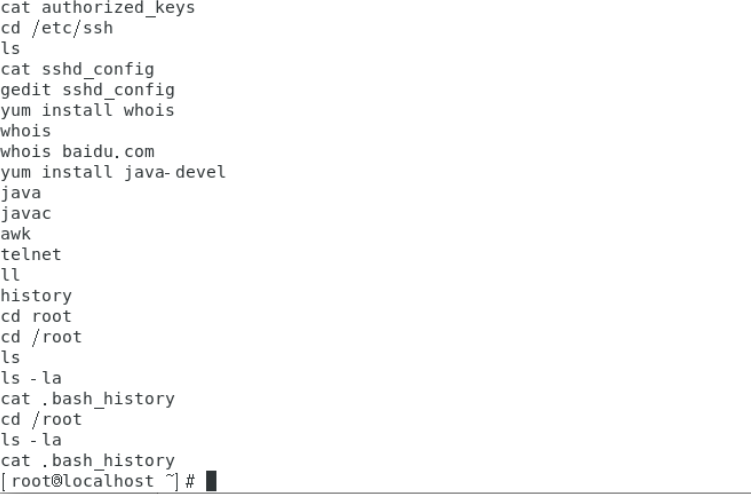 cat authorized_keys
cd /etc/ssh
ls
cat sshd_config
gedit sshd_config
yum install whois
whois
whois baidu.com
yum install java-devel
java
javac
awk
telnet
ll
history
cd root
cd /root
ls
ls -la
cat .bash_history
cd /root
ls -la
cat .bash_history
[root@localhost ~]#